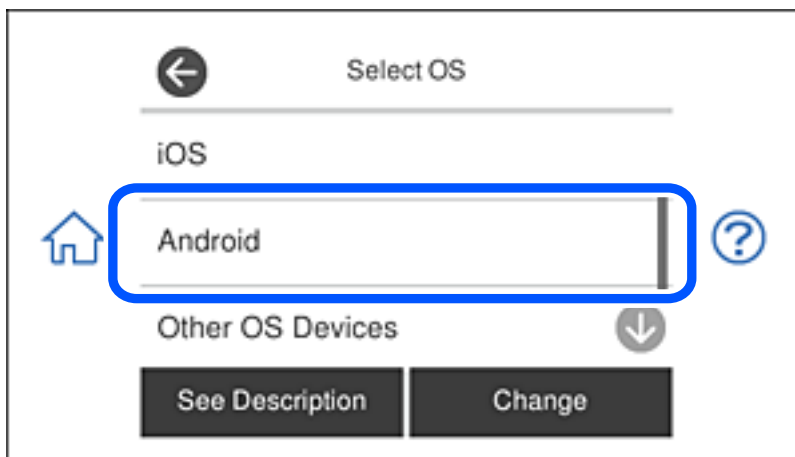 Select OS
iOS
Android
Other OS Devices
See Description Change